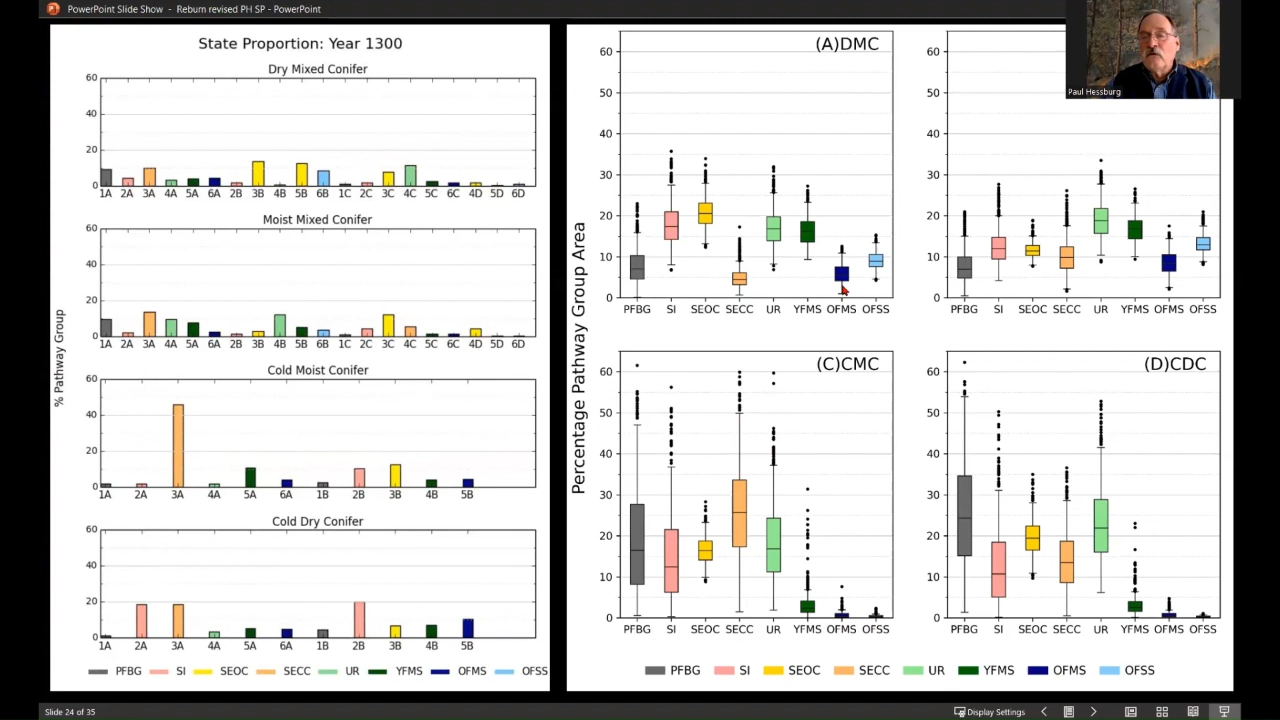 PowerPoint Slide Show - Reburn revised PH SP - PowerPoint
Paul Hessburg
State Proportion: Year 1300
% Pathway Group
Dry Mixed Conifer
60
40
20
0
1A 2A 3A 4A 5A 6A 2B 3B 4B 5B 6B 1C 2C 3C 4C 5C 6C 4D 5D 6D
Moist Mixed Conifer
60
40
20
0
1A 2A 3A 4A 5A 6A 2B 3B 4B 5B 6B 1C 2C 3C 4C 5C 6C 4D 5D 6D
Cold Moist Conifer
60
40
20
0
1A 2A 3A 4A 5A 6A 1B 2B 3B 4B 5B
Cold Dry Conifer
60
40
20
0
1A 2A 3A 4A 5A 6A 1B 2B 3B 4B 5B
PFBG SI SEOC SECC UR YFMS OFMS OFSS
Percentage Pathway Group Area
(A)DMC
60
50
40
30
20
10
0
PFBG SI SEOC SECC UR YFMS OFMS OFSS
60
50
40
30
20
10
0
PFBG SI SEOC SECC UR YFMS OFMS OFSS
(C)CMC
60
50
40
30
20
10
0
PFBG SI SEOC SECC UR YFMS OFMS OFSS
(D)CDC
60
50
40
30
20
10
0
PFBG SI SEOC SECC UR YFMS OFMS OFSS
PFBG SI SEOC SECC UR YFMS OFMS OFSS
Slide 24 of 35
Display Settings